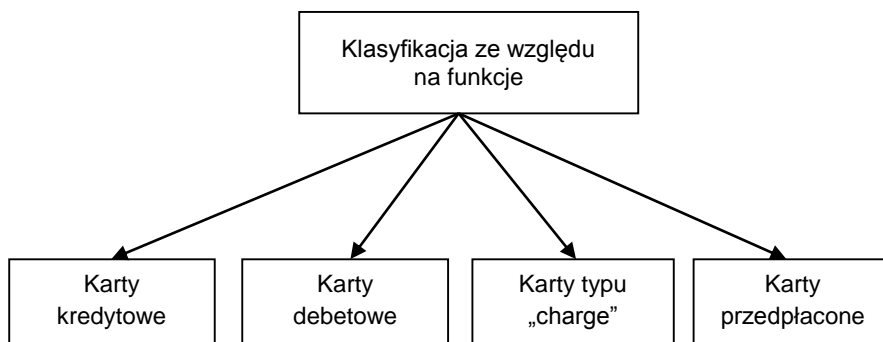 Klasyfikacja ze względu
na funkcje
Karty
kredytowe
Karty
debetowe
Karty typu
„charge”
Karty
przedpłacone